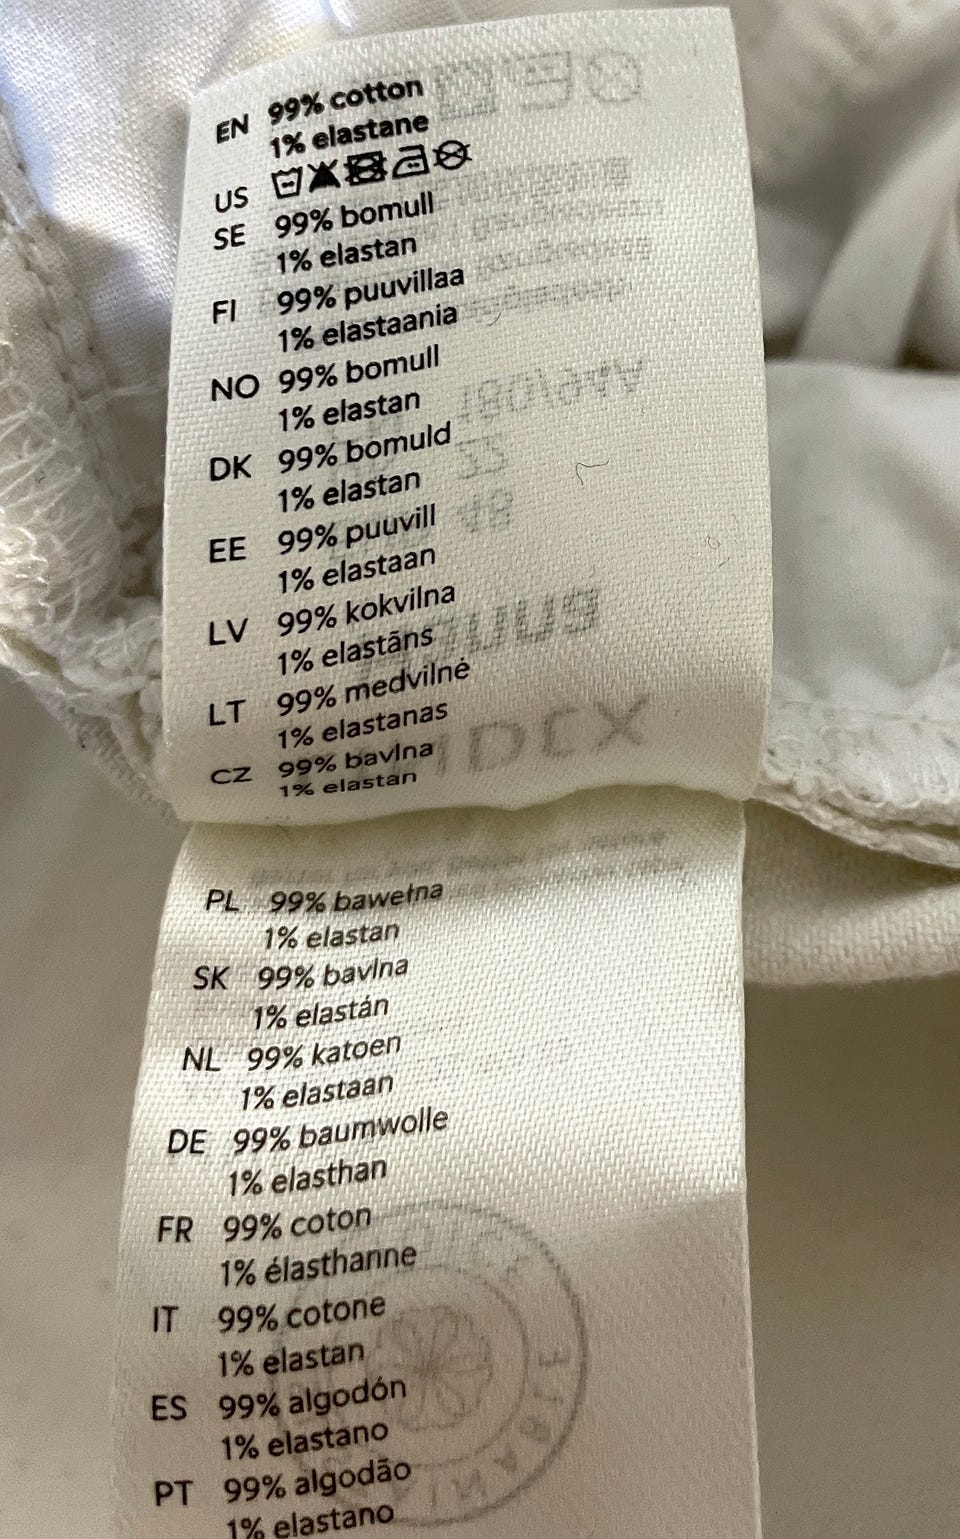 EN 99% cotton
1% elastane
US
SE 99% bomull
1% elastan
FI 99% puuvillaa
1% elastaania
NO 99% bomull
1% elastan
DK 99% bomuld
1% elastan
EE 99% puuvill
1% elastaan
LV 99% kokvilna
1% elastāns
LT 99% medvilnė
1% elastanas
CZ 99% bavlna
1% elastan
PL 99% bawełna
1% elastan
SK 99% bavlna
1% elastán
NL 99% katoen
1% elastaan
DE 99% baumwolle
1% elasthan
FR 99% coton
1% élasthanne
IT 99% cotone
1% elastan
ES 99% algodón
1% elastano
PT 99% algodão
1% elastano